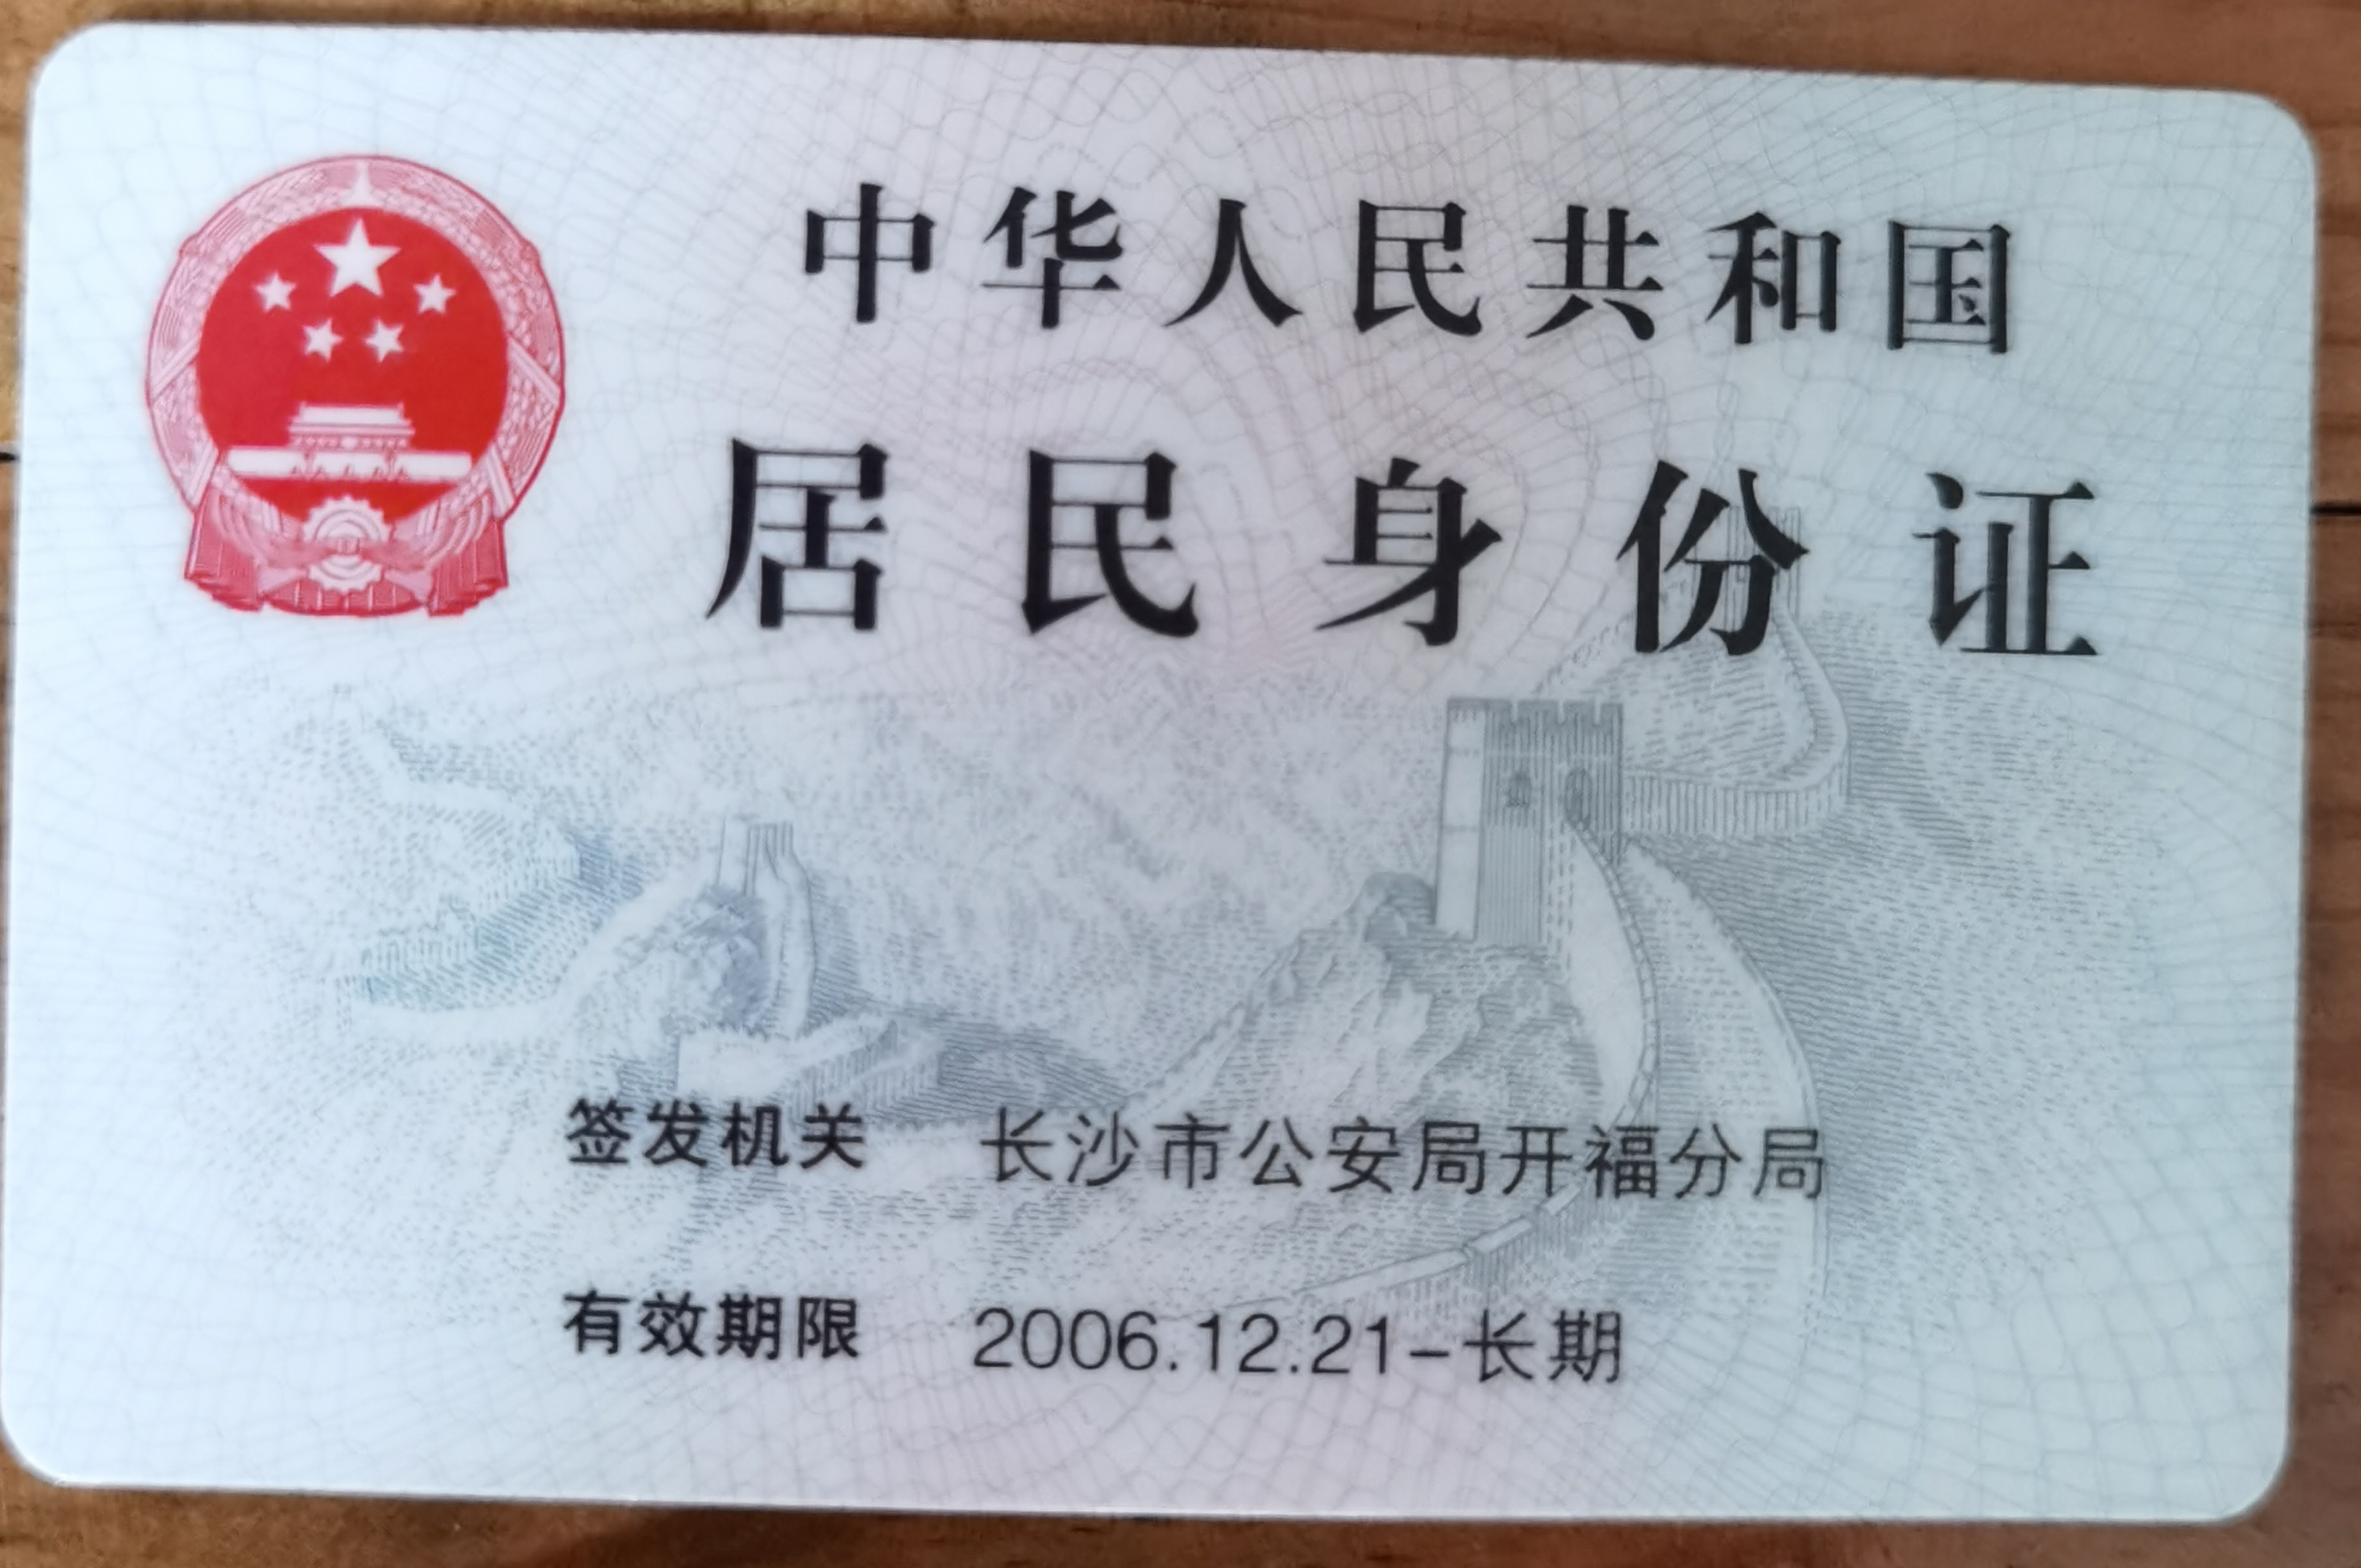 中华人民共和国
居民身份证
签发机关 长沙市公安局开福分局
有效期限 2006.12.21-长期